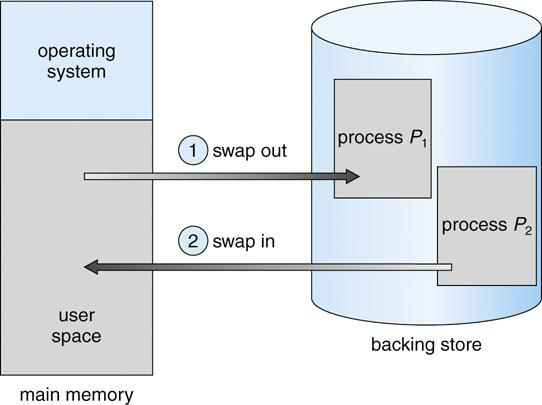 operating
system
1 swap out
process P1
2 swap in
process P2
user
space
backing store
main memory